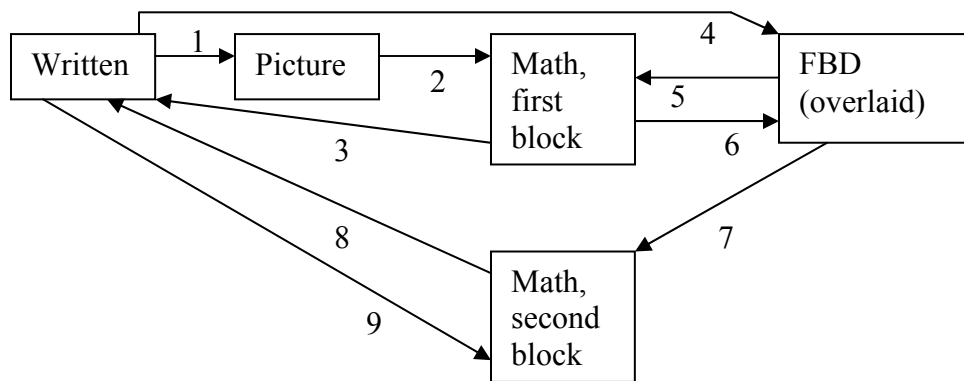 1
4
Written
Picture
2
Math,
first
block
5
6
FBD
(overlaid)
3
7
8
9
Math,
second
block